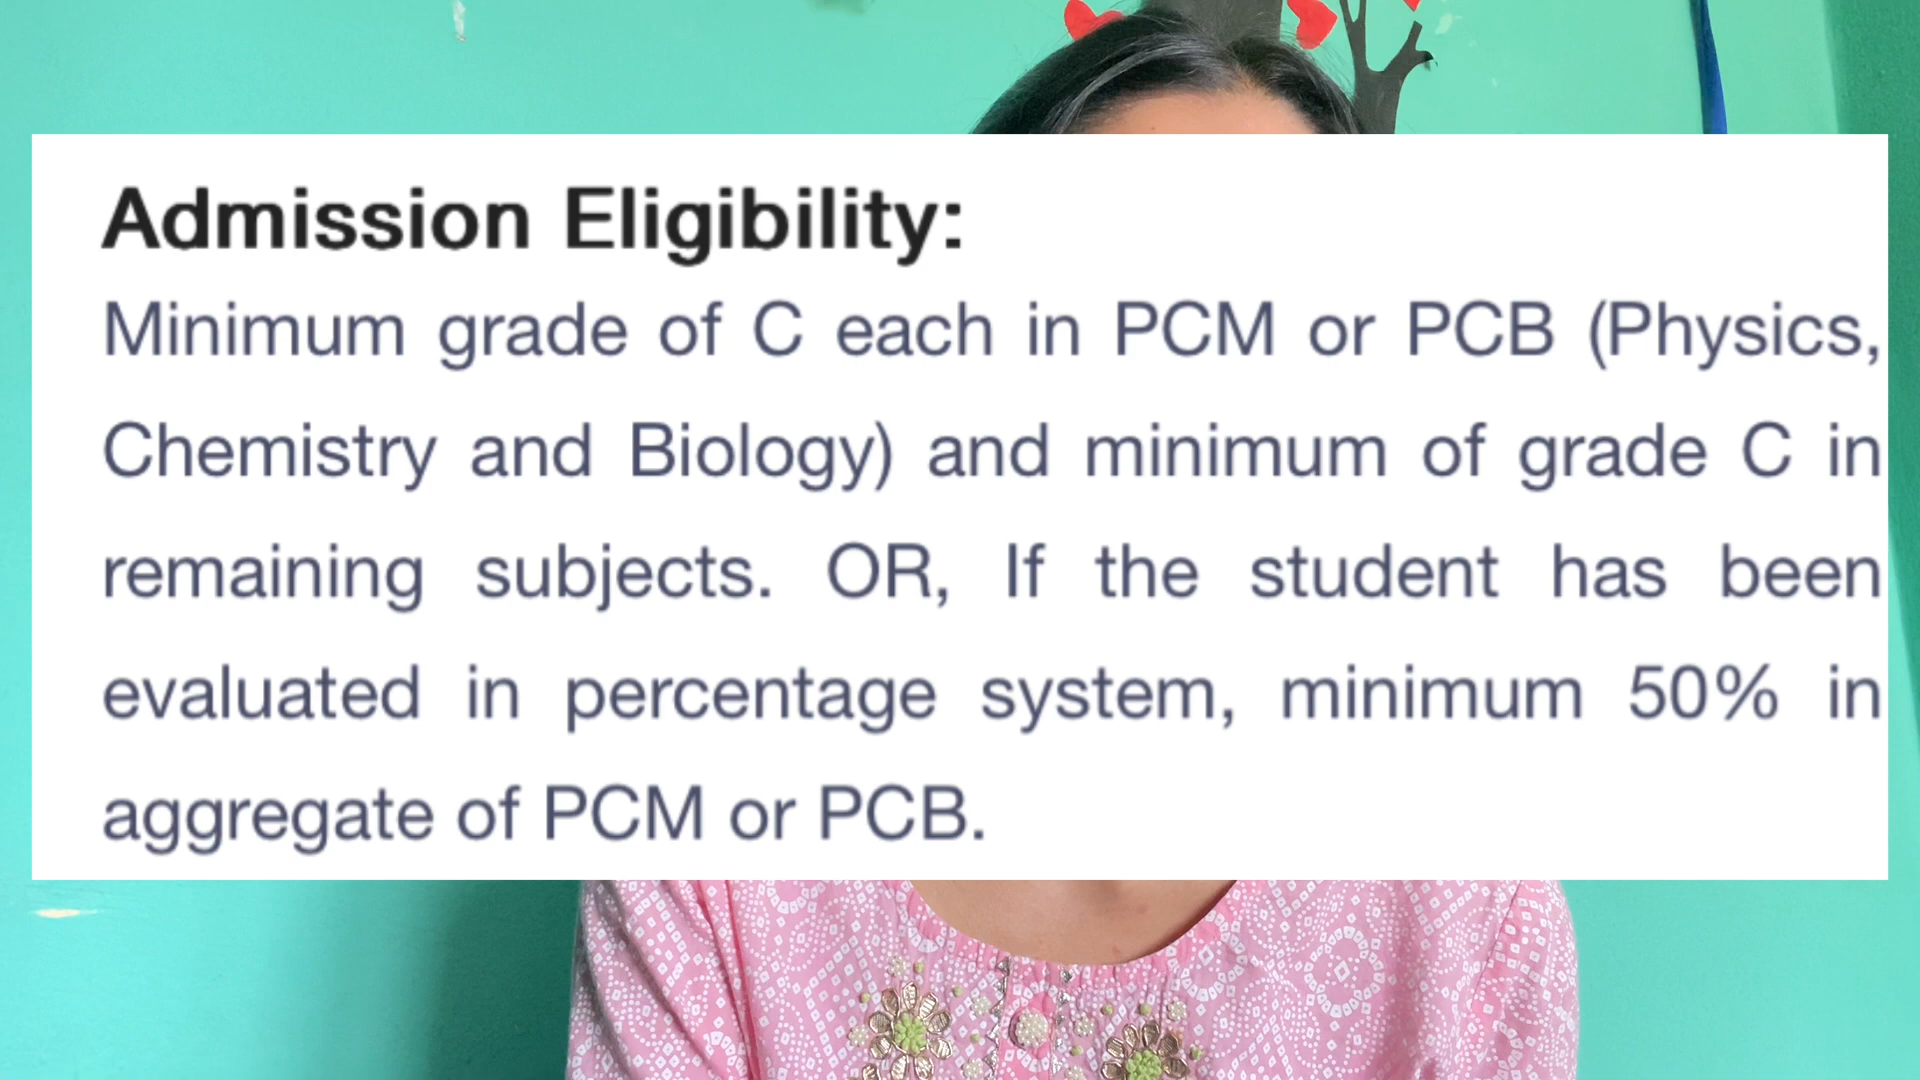 Admission Eligibility:
Minimum grade of C each in PCM or PCB (Physics,
Chemistry and Biology) and minimum of grade C in
remaining subjects. OR, If the student has been
evaluated in percentage system, minimum 50% in
aggregate of PCM or PCB.